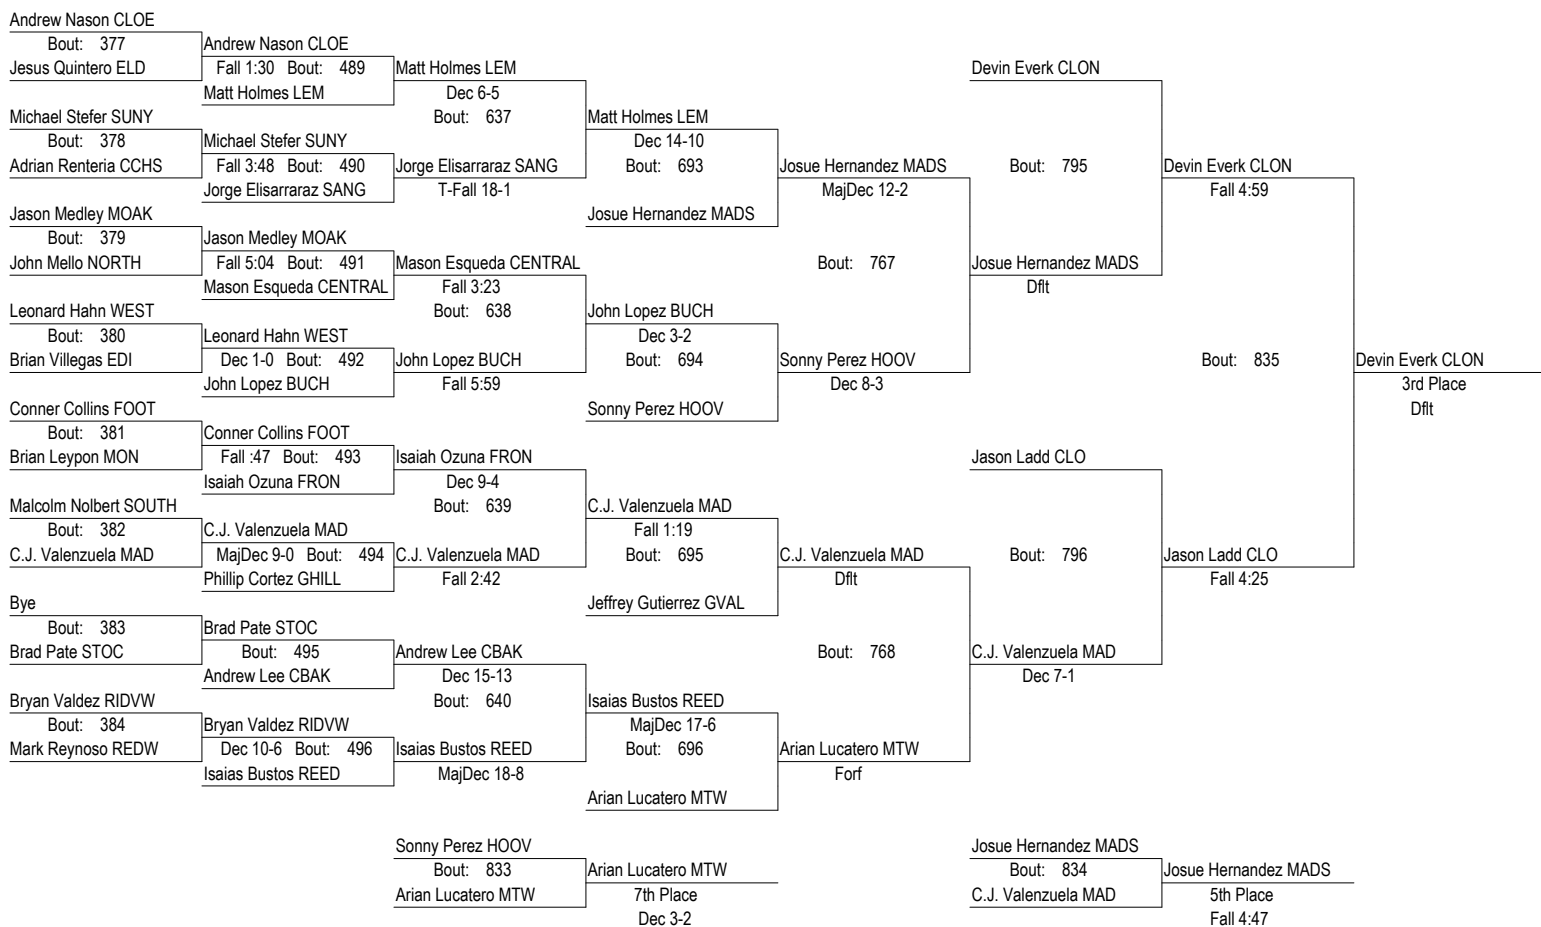 Andrew Nason CLOE
Bout: 377
Andrew Nason CLOE
Jesus Quintero ELD
Fall 1:30 Bout: 489
Matt Holmes LEM
Devin Everk CLON
Matt Holmes LEM
Dec 6-5
Michael Stefer SUNY
Bout: 637
Matt Holmes LEM
Bout: 378
Michael Stefer SUNY
Dec 14-10
Adrian Renteria CCHS
Fall 3:48 Bout: 490
Jorge Elisarraraz SANG
Bout: 693
Josue Hernandez MADS
Bout: 795
Devin Everk CLON
Jorge Elisarraraz SANG
T-Fall 18-1
MajDec 12-2
Fall 4:59
Jason Medley MOAK
Josue Hernandez MADS
Bout: 379
Jason Medley MOAK
John Mello NORTH
Fall 5:04 Bout: 491
Mason Esqueda CENTRAL
Bout: 767
Josue Hernandez MADS
Mason Esqueda CENTRAL
Fall 3:23
Dflt
Leonard Hahn WEST
Bout: 638
John Lopez BUCH
Bout: 380
Leonard Hahn WEST
Dec 3-2
Brian Villegas EDI
Dec 1-0 Bout: 492
John Lopez BUCH
Bout: 694
Sonny Perez HOOV
Bout: 835
Devin Everk CLON
John Lopez BUCH
Fall 5:59
Dec 8-3
3rd Place
Conner Collins FOOT
Sonny Perez HOOV
Dflt
Bout: 381
Conner Collins FOOT
Brian Leypon MON
Fall :47 Bout: 493
Isaiah Ozuna FRON
Jason Ladd CLO
Isaiah Ozuna FRON
Dec 9-4
Malcolm Nolbert SOUTH
Bout: 639
C.J. Valenzuela MAD
Bout: 382
C.J. Valenzuela MAD
Fall 1:19
C.J. Valenzuela MAD
MajDec 9-0 Bout: 494
C.J. Valenzuela MAD
Bout: 695
C.J. Valenzuela MAD
Bout: 796
Jason Ladd CLO
Phillip Cortez GHILL
Fall 2:42
Dflt
Fall 4:25
Bye
Jeffrey Gutierrez GVAL
Bout: 383
Brad Pate STOC
Brad Pate STOC
Bout: 495
Andrew Lee CBAK
Bout: 768
C.J. Valenzuela MAD
Andrew Lee CBAK
Dec 15-13
Dec 7-1
Bryan Valdez RIDVW
Bout: 640
Isaias Bustos REED
Bout: 384
Bryan Valdez RIDVW
MajDec 17-6
Mark Reynoso REDW
Dec 10-6 Bout: 496
Isaias Bustos REED
Bout: 696
Arian Lucatero MTW
Isaias Bustos REED
MajDec 18-8
Forf
Arian Lucatero MTW
Sonny Perez HOOV
Josue Hernandez MADS
Bout: 833
Arian Lucatero MTW
Bout: 834
Josue Hernandez MADS
Arian Lucatero MTW
7th Place
C.J. Valenzuela MAD
5th Place
Dec 3-2
Fall 4:47